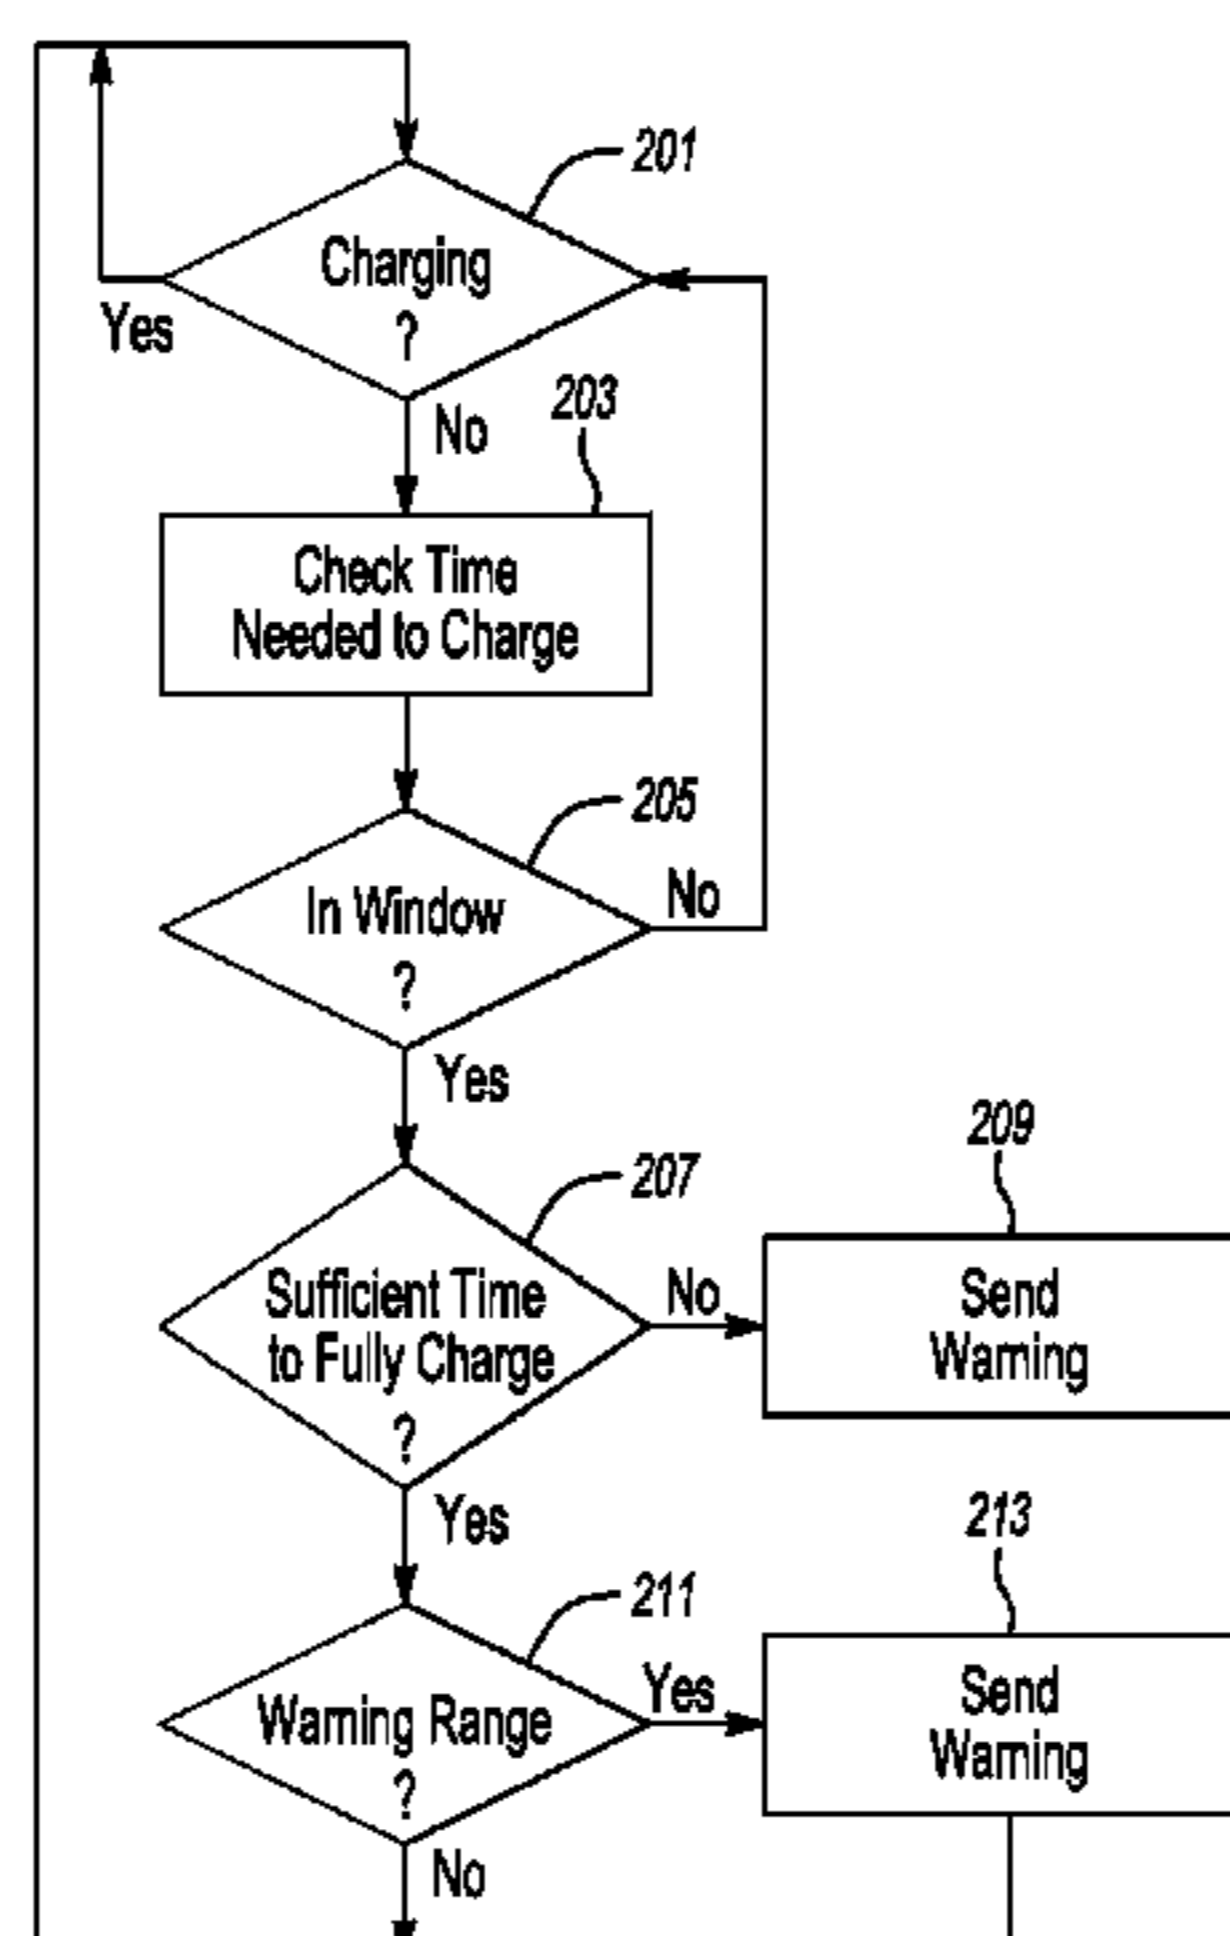 201
Charging
?
Yes
No
203
Check Time
Needed to Charge
205
In Window
?
No
Yes
207
209
Sufficient Time
to Fully Charge
?
No
Send
Warning
Yes
211
213
Warning Range
?
Yes
Send
Warning
No